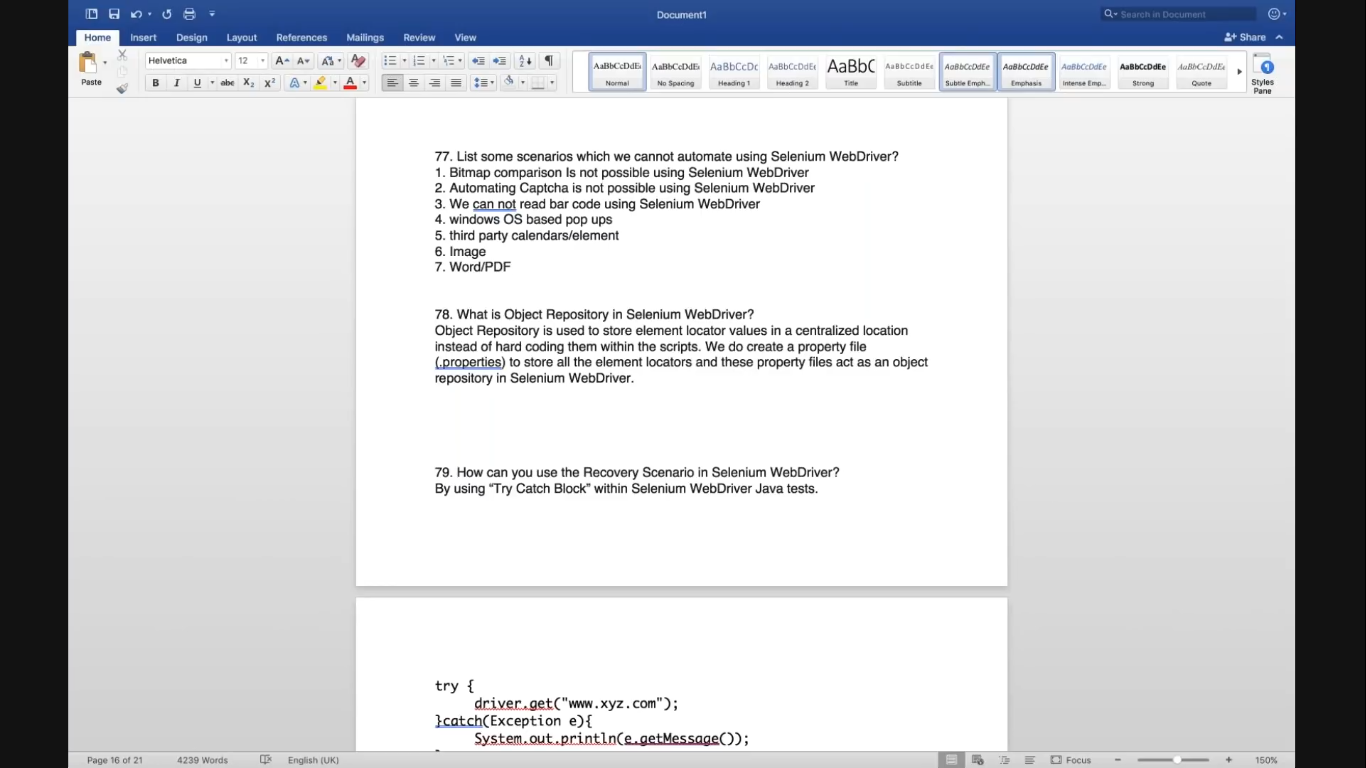 Document1
Search in Document
Home Insert Design Layout References Mailings Review View
Share
Paste
Helvetica 12
AaBbCcDdEe Normal
AaBbCcDdEe No Spacing
AaBbCcDc Heading 1
AaBbCcDdEe Heading 2
AaBbC Title
AaBbCcDdEe Subtitle
AaBbCcDdEe Subtle Emph...
AaBbCcDdEe Emphasis
AaBbCcDdEe Intense Emp...
AaBbCcDdEe Strong
AaBbCcDdEe Quote
Styles Pane
77. List some scenarios which we cannot automate using Selenium WebDriver?
1. Bitmap comparison Is not possible using Selenium WebDriver
2. Automating Captcha is not possible using Selenium WebDriver
3. We can not read bar code using Selenium WebDriver
4. windows OS based pop ups
5. third party calendars/element
6. Image
7. Word/PDF
78. What is Object Repository in Selenium WebDriver?
Object Repository is used to store element locator values in a centralized location
instead of hard coding them within the scripts. We do create a property file
(.properties) to store all the element locators and these property files act as an object
repository in Selenium WebDriver.
79. How can you use the Recovery Scenario in Selenium WebDriver?
By using “Try Catch Block” within Selenium WebDriver Java tests.
try {
driver.get("www.xyz.com");
}catch(Exception e){
System.out.println(e.getMessage());
Page 16 of 21 4239 Words English (UK) Focus 150%